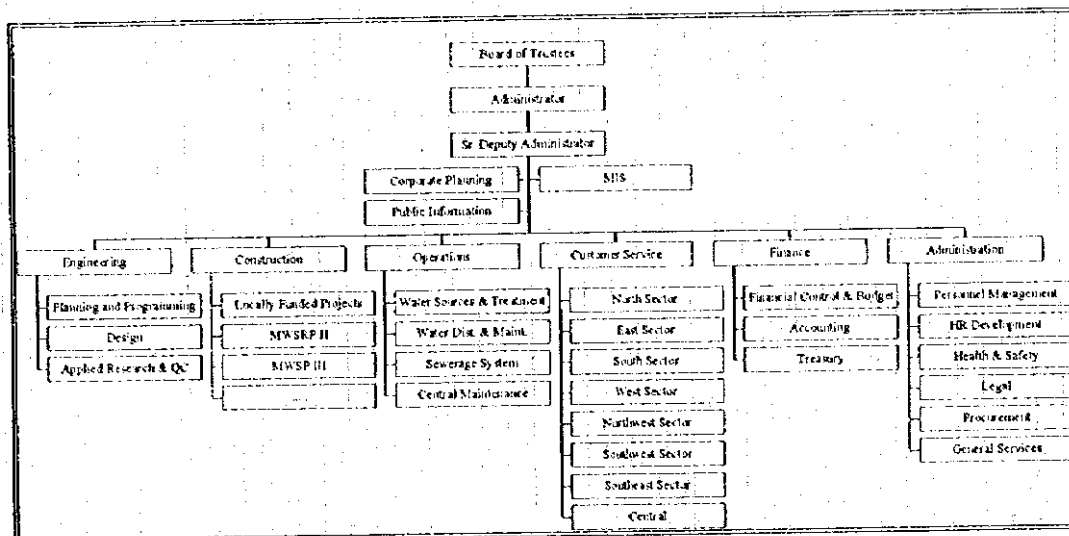 Board of Trustees
Administrator
Sr. Deputy Administrator
Corporate Planning
MIS
Public Information
Engineering
Planning and Programming
Design
Applied Research & QC
Construction
Locally Funded Projects
MWSRP II
MWSP III
Operations
Water Sources & Treatment
Water Dist. & Maint.
Sewerage System
Central Maintenance
Customer Service
North Sector
East Sector
South Sector
West Sector
Northwest Sector
Southwest Sector
Southeast Sector
Central
Finance
Financial Control & Budget
Accounting
Treasury
Administration
Personnel Management
HR Development
Health & Safety
Legal
Procurement
General Services